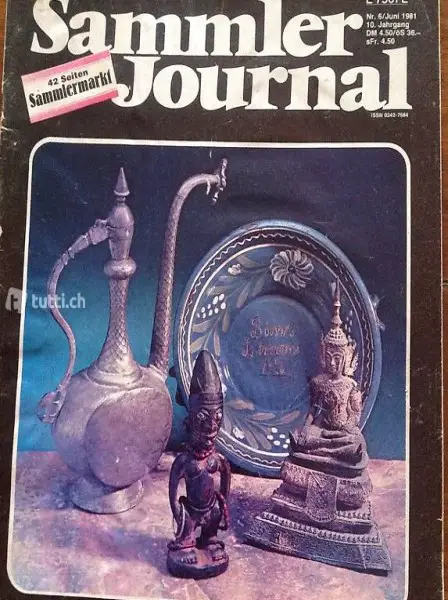 Sammler
Journal
Nr. 6/Juni 1981
10. Jahrgang
DM 4.50/öS 36.–
sFr. 4.50
42 Seiten
Sammlermarkt
ISSN 0342-7684
tutti.ch